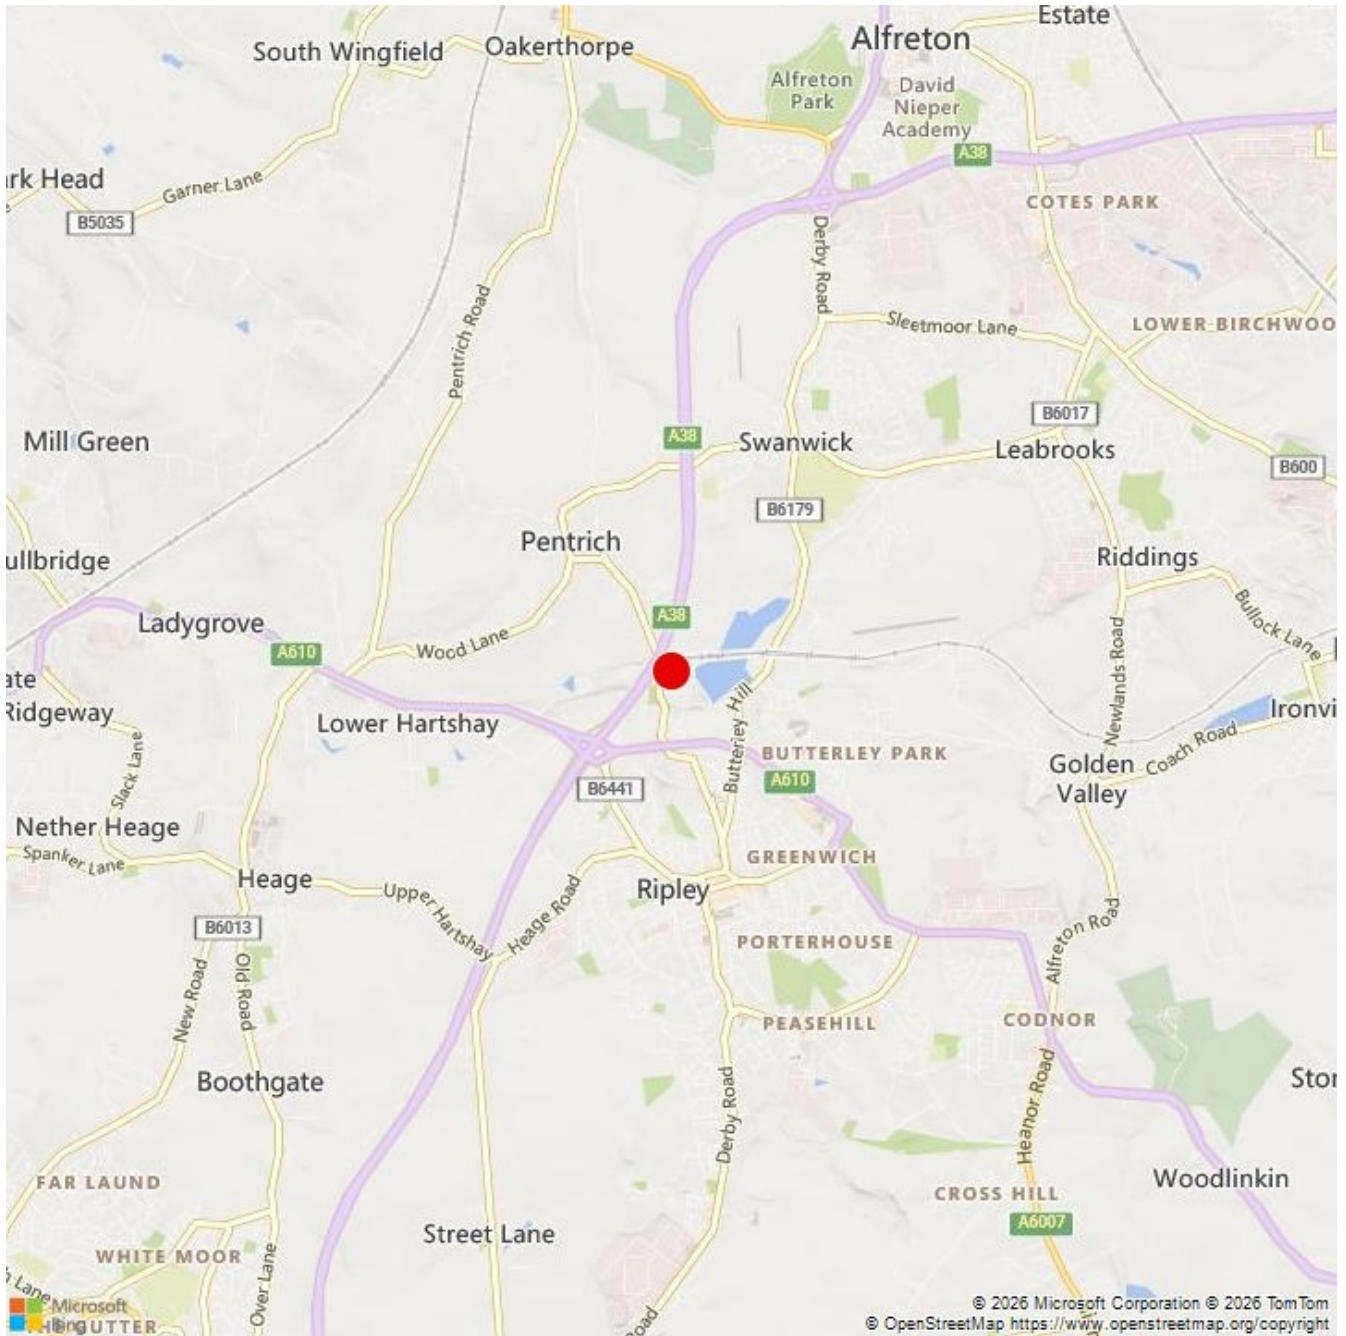 Estate
South Wingfield
Oakerthorpe
Alfreton
Alfreton
Park
David
Nieper
Academy
A38
rk Head
Garner Lane
B5035
COTES PARK
Derby Road
Pentrich Road
Sleetmoor Lane
LOWER BIRCHWOO
B6017
Mill Green
A38
Swanwick
Leabrooks
B600
B6179
Pentrich
ullbridge
Riddings
Bullock Lane
Ladygrove
A38
Wood Lane
A610
Newlands Road
ate
Ridgeway
Lower Hartshay
Butterley Hill
Ironvi
Coach Road
Slack Lane
BUTTERLEY PARK
Golden
Valley
A610
B6441
Nether Heage
Spanker Lane
GREENWICH
Heage
Upper Hartshay
Heage Road
Ripley
B6013
Alfreton Road
PORTERHOUSE
New Road
Old Road
PEASEHILL
CODNOR
Boothgate
Stor
Derby Road
Heanor Road
FAR LAUND
Woodlinkin
CROSS HILL
A6007
Street Lane
WHITE MOOR
Over Lane
Lane
Microsoft
Bing
GUTTER
oad
© 2026 Microsoft Corporation © 2026 TomTom
© OpenStreetMap https://www.openstreetmap.org/copyright